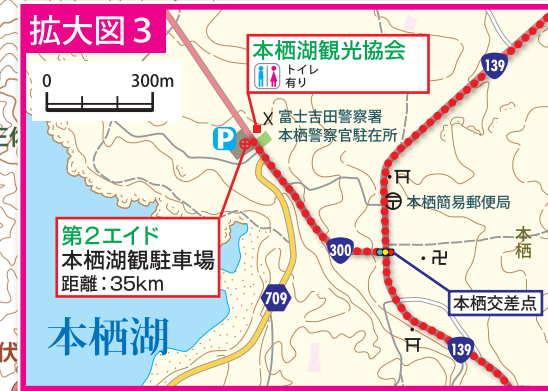 拡大図3
0 300m
本栖湖観光協会
トイレ
有り
139
富士吉田警察署
本栖警察官駐在所
P
本栖簡易郵便局
第2エイド
本栖湖観駐車場
距離：35km
本栖
300
709
本栖交差点
本栖湖
139